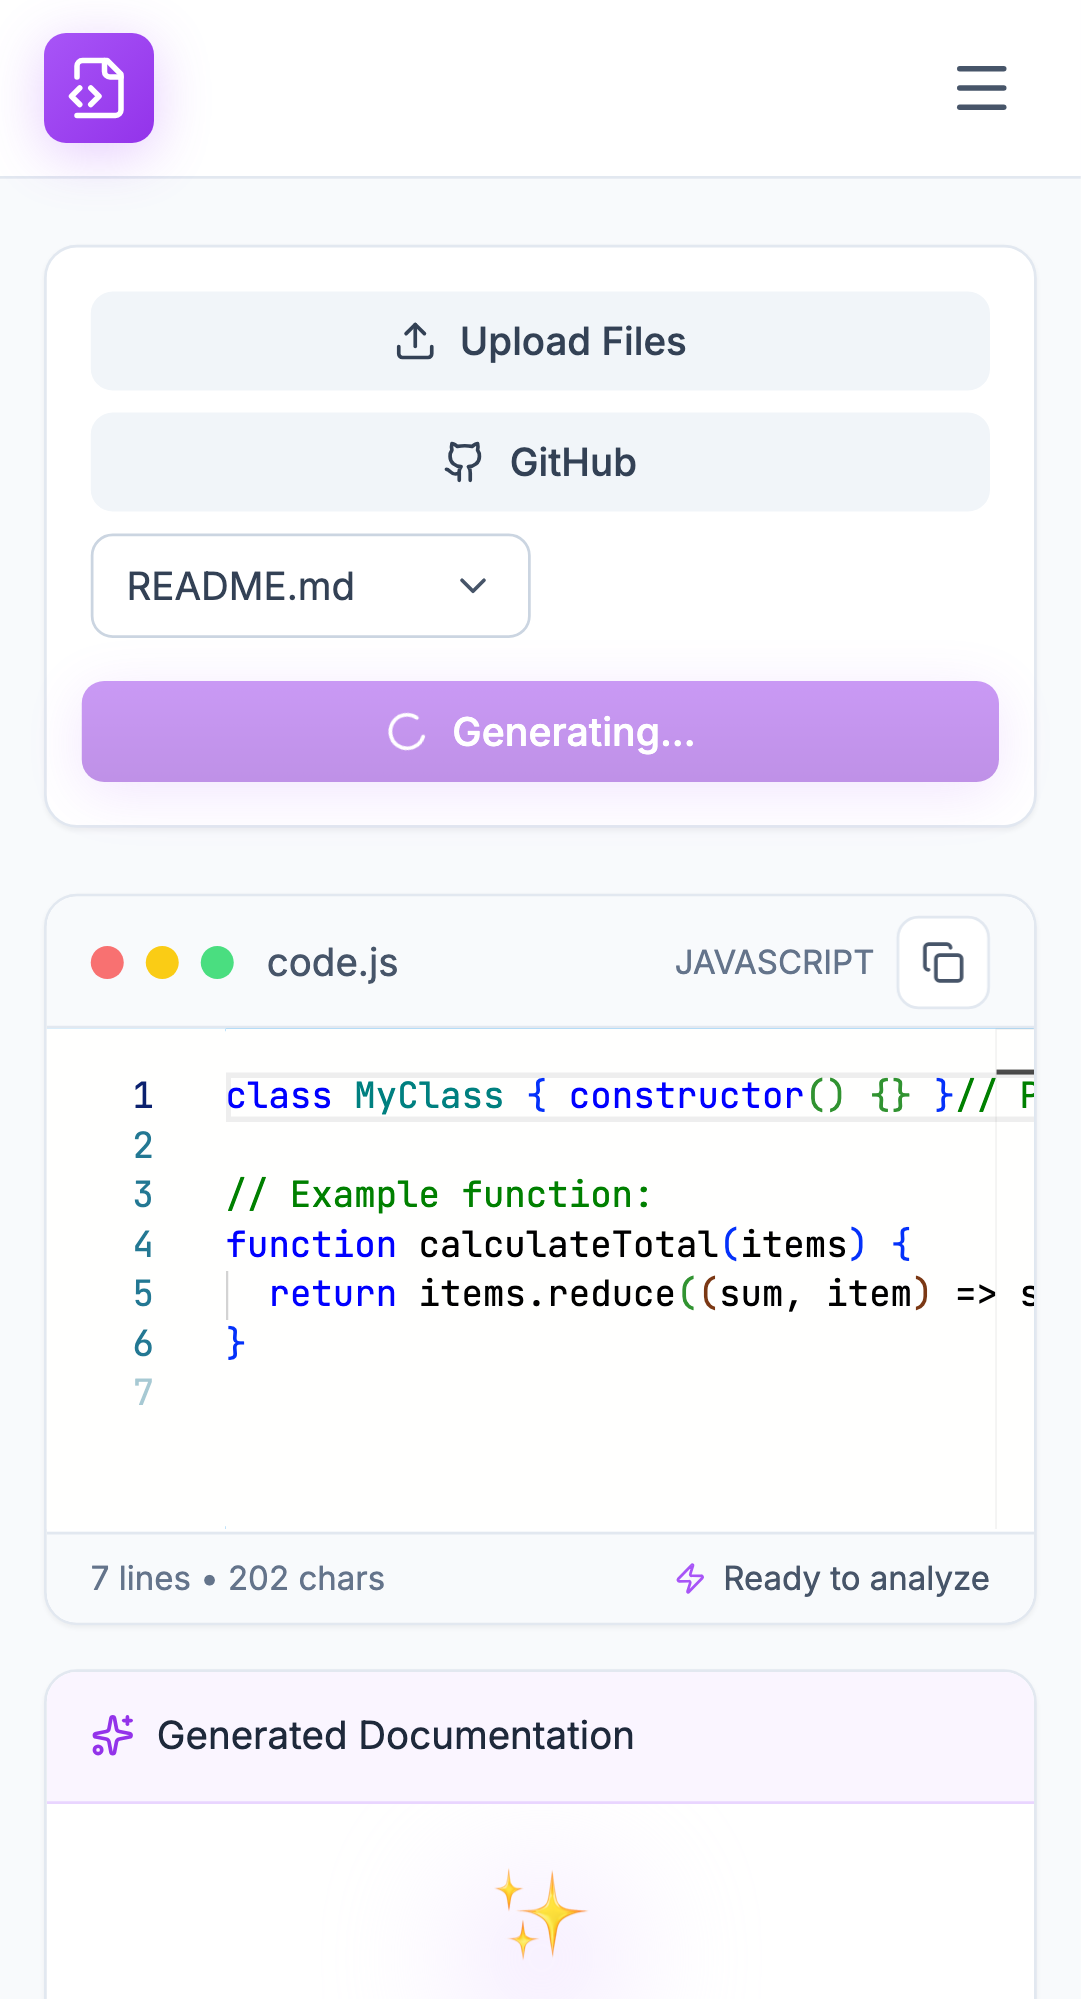 Upload Files
GitHub
README.md
Generating...
code.js
JAVASCRIPT
1 class MyClass { constructor() {} }//
2
3 // Example function:
4 function calculateTotal(items) {
5 return items.reduce((sum, item) =>
6 }
7
7 lines • 202 chars
Ready to analyze
Generated Documentation